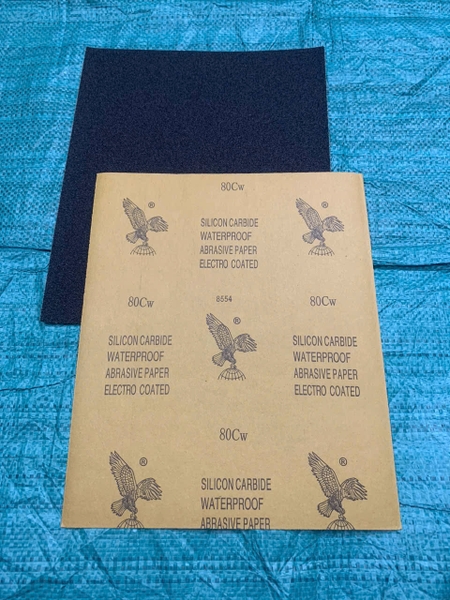 80Cw
®
®
SILICON CARBIDE
WATERPROOF
ABRASIVE PAPER
ELECTRO COATED
80Cw
8554
80Cw
®
SILICON CARBIDE
WATERPROOF
ABRASIVE PAPER
ELECTRO COATED
SILICON CARBIDE
WATERPROOF
ABRASIVE PAPER
ELECTRO COATED
80Cw
®
®
SILICON CARBIDE
WATERPROOF
ABRASIVE PAPER